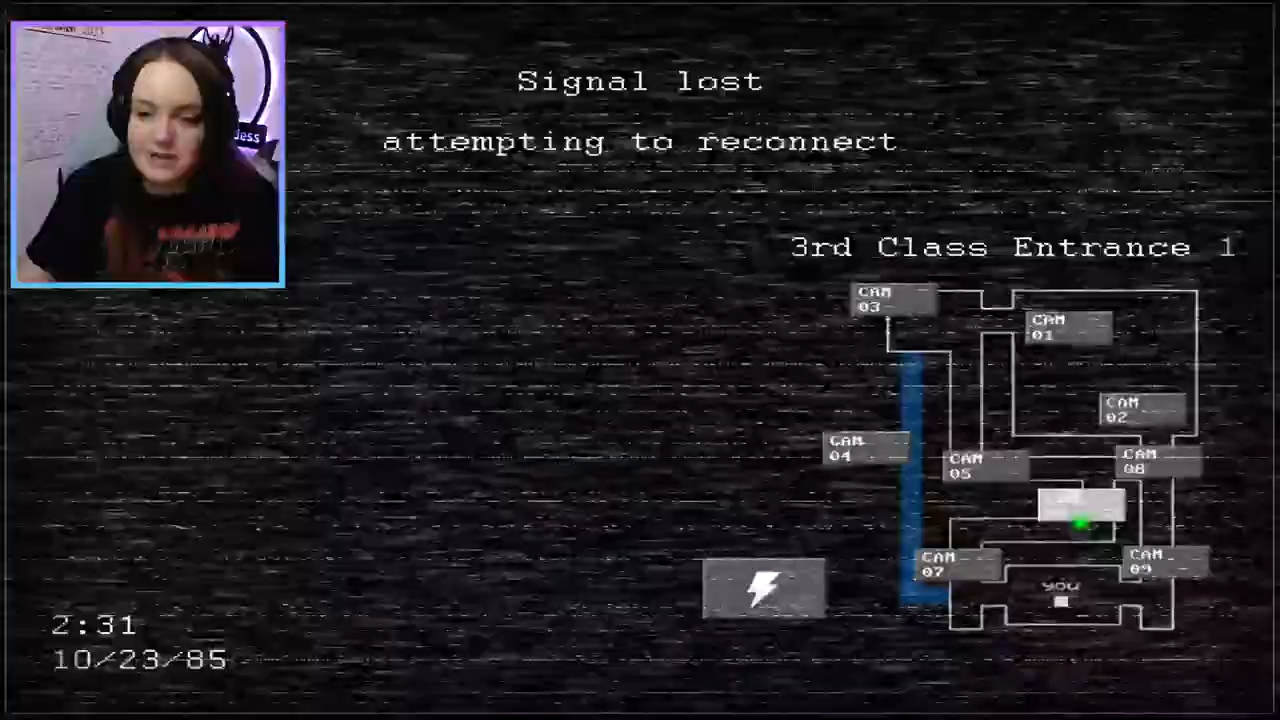 Jess
Signal lost
attempting to reconnect
3rd Class Entrance 1
CAM
03
CAM
01
CAM
02
CAM
04
CAM
05
CAM
08
CAM
07
CAM
09
you
2:31
10/23/85